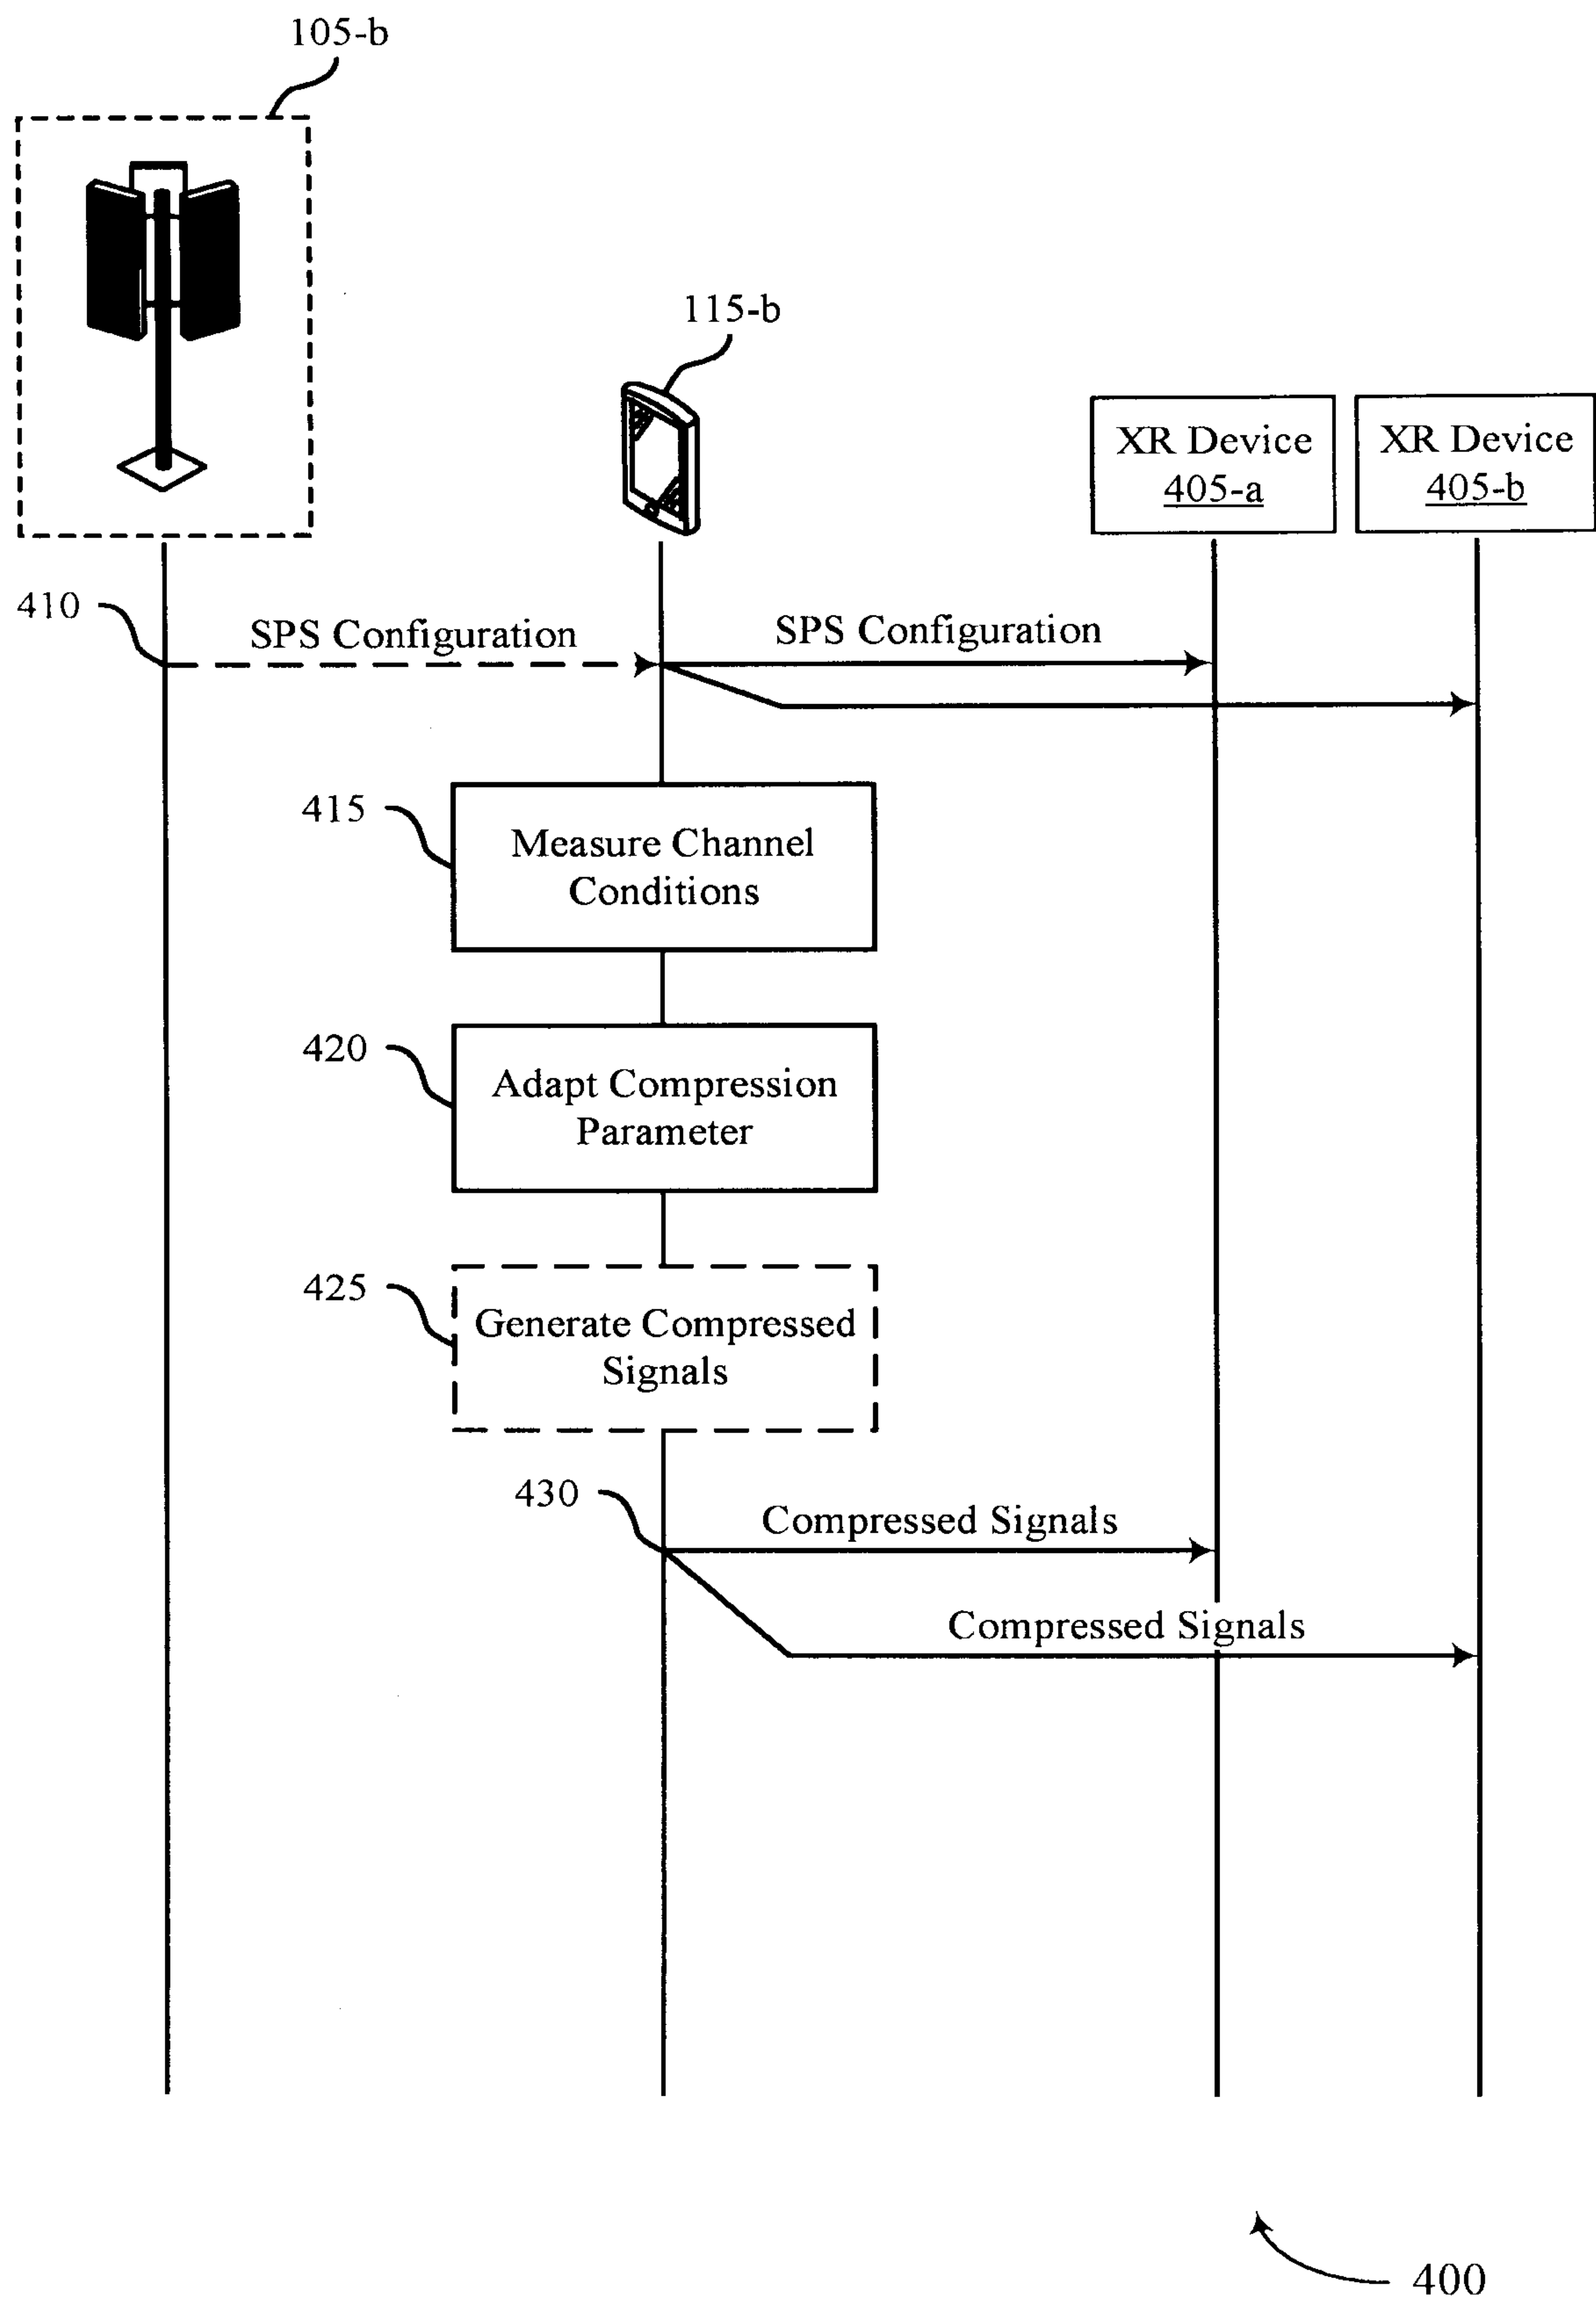 105-b
115-b
XR Device
405-a
XR Device
405-b
410
SPS Configuration
SPS Configuration
415
Measure Channel
Conditions
420
Adapt Compression
Parameter
425
Generate Compressed
Signals
430
Compressed Signals
Compressed Signals
400